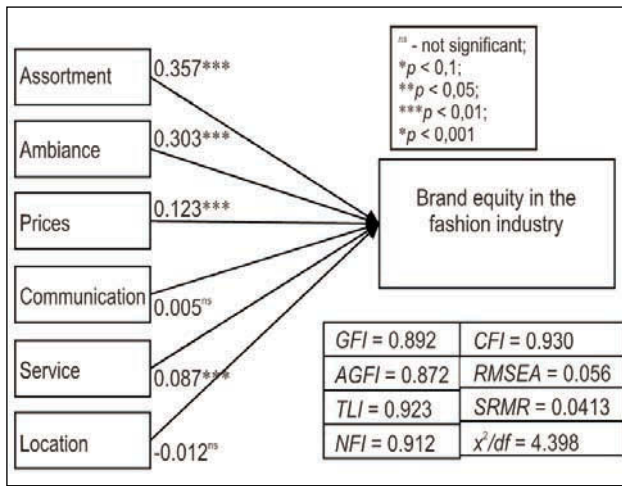 Assortment
0.357***
Ambiance
0.303***
Prices
0.123***
Communication
0.005ns
Service
0.087***
Location
-0.012ns
ns - not significant;
*p < 0,1;
**p < 0,05;
***p < 0,01;
*p < 0,001
Brand equity in the
fashion industry
GFI = 0.892 CFI = 0.930
AGFI = 0.872 RMSEA = 0.056
TLI = 0.923 SRMR = 0.0413
NFI = 0.912 x²/df = 4.398